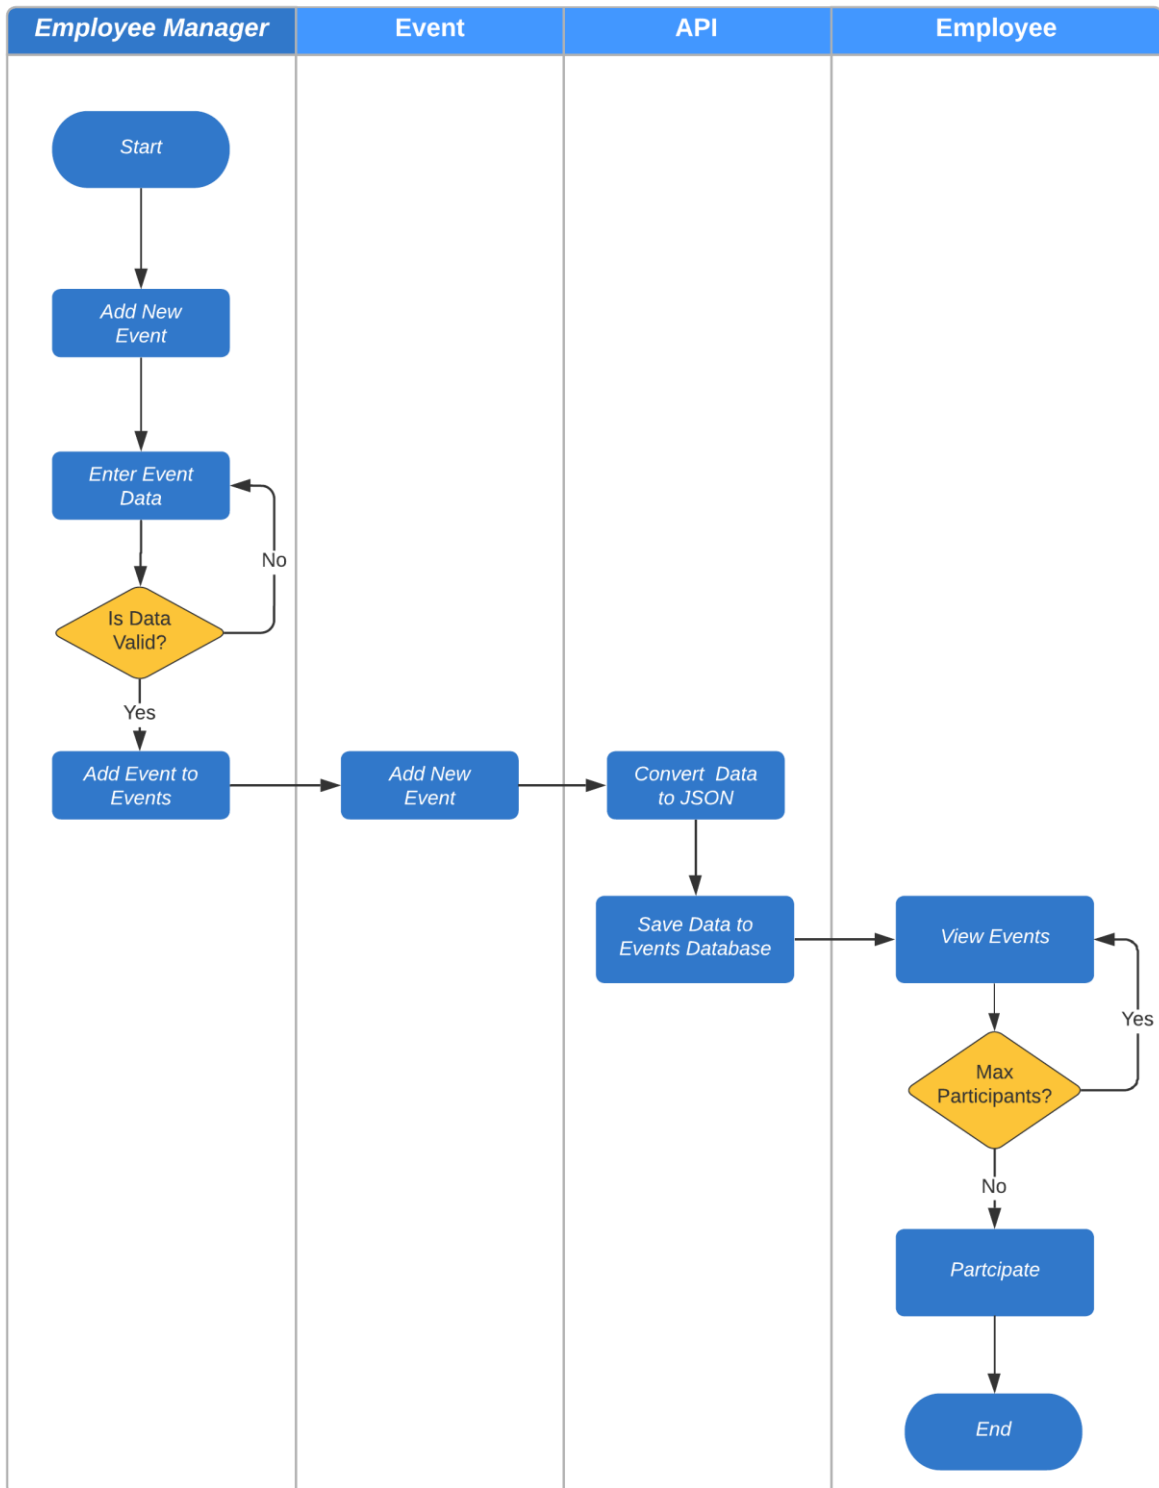 Employee Manager
Event
API
Employee
Start
Add New
Event
Enter Event
Data
No
Is Data
Valid?
Yes
Add Event to
Events
Add New
Event
Convert  Data
to JSON
Save Data to
Events Database
View Events
Yes
Max
Participants?
No
Partcipate
End